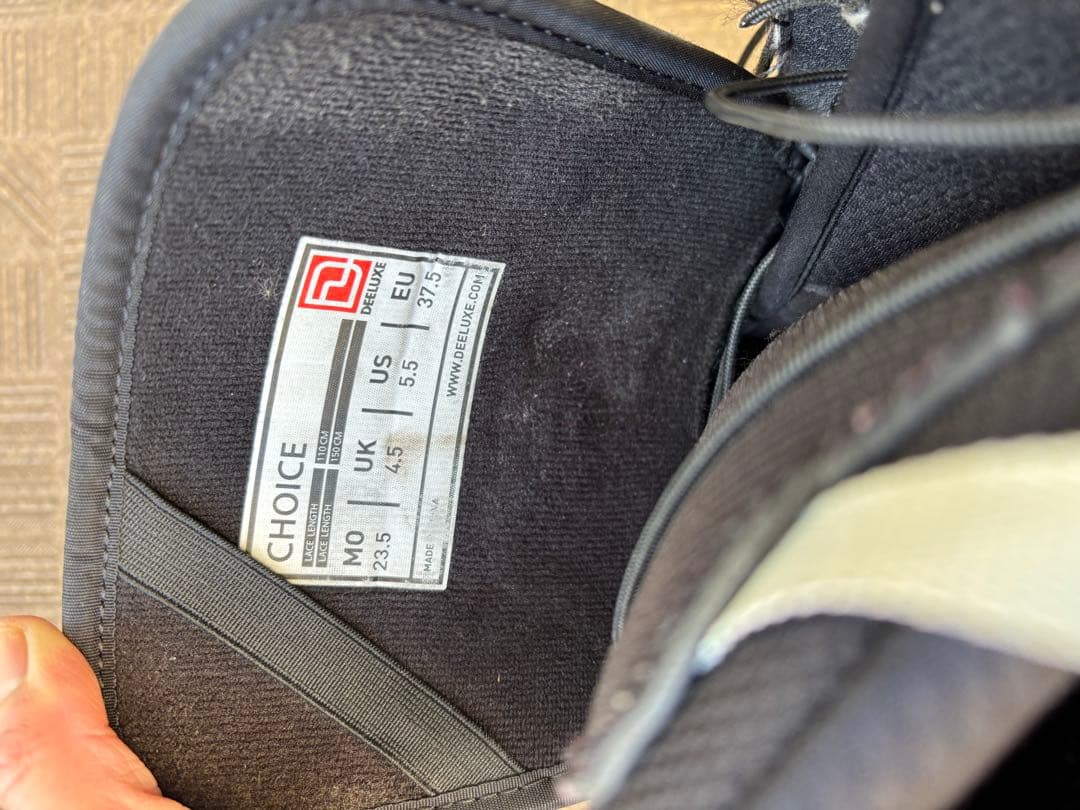 DEELUXE
CHOICE
LACE LENGTH 110 CM
LACE LENGTH 150 CM
MO | UK | US | EU
23.5 4.5 5.5 37.5
MADE
WWW.DEELUXE.COM